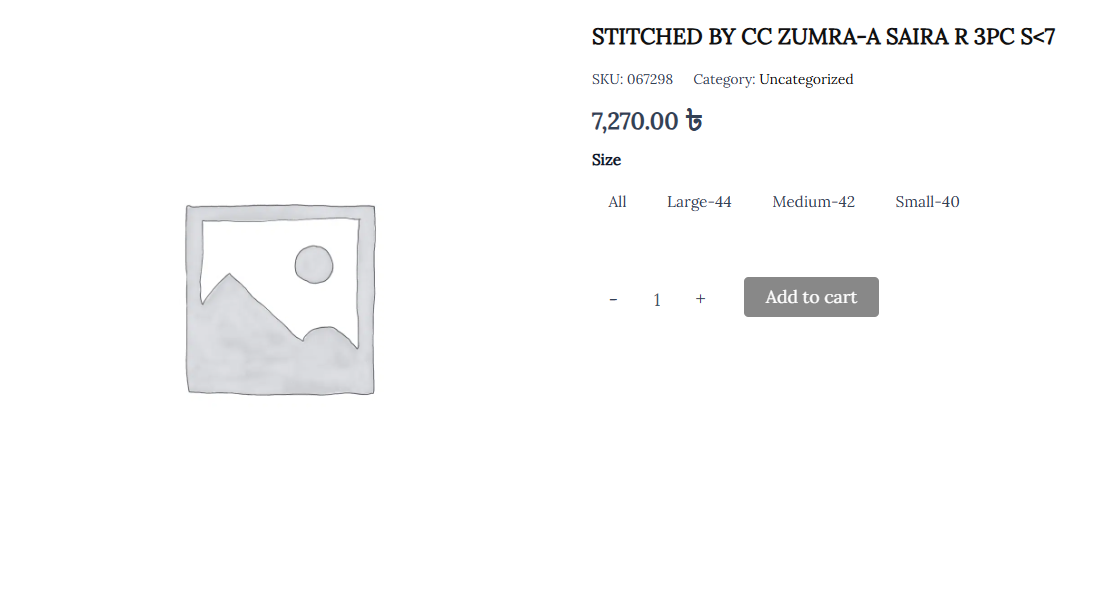 STITCHED BY CC ZUMRA-A SAIRA R 3PC S<7
SKU: 067298 Category: Uncategorized
7,270.00 ৳
Size
All Large-44 Medium-42 Small-40
- 1 + Add to cart